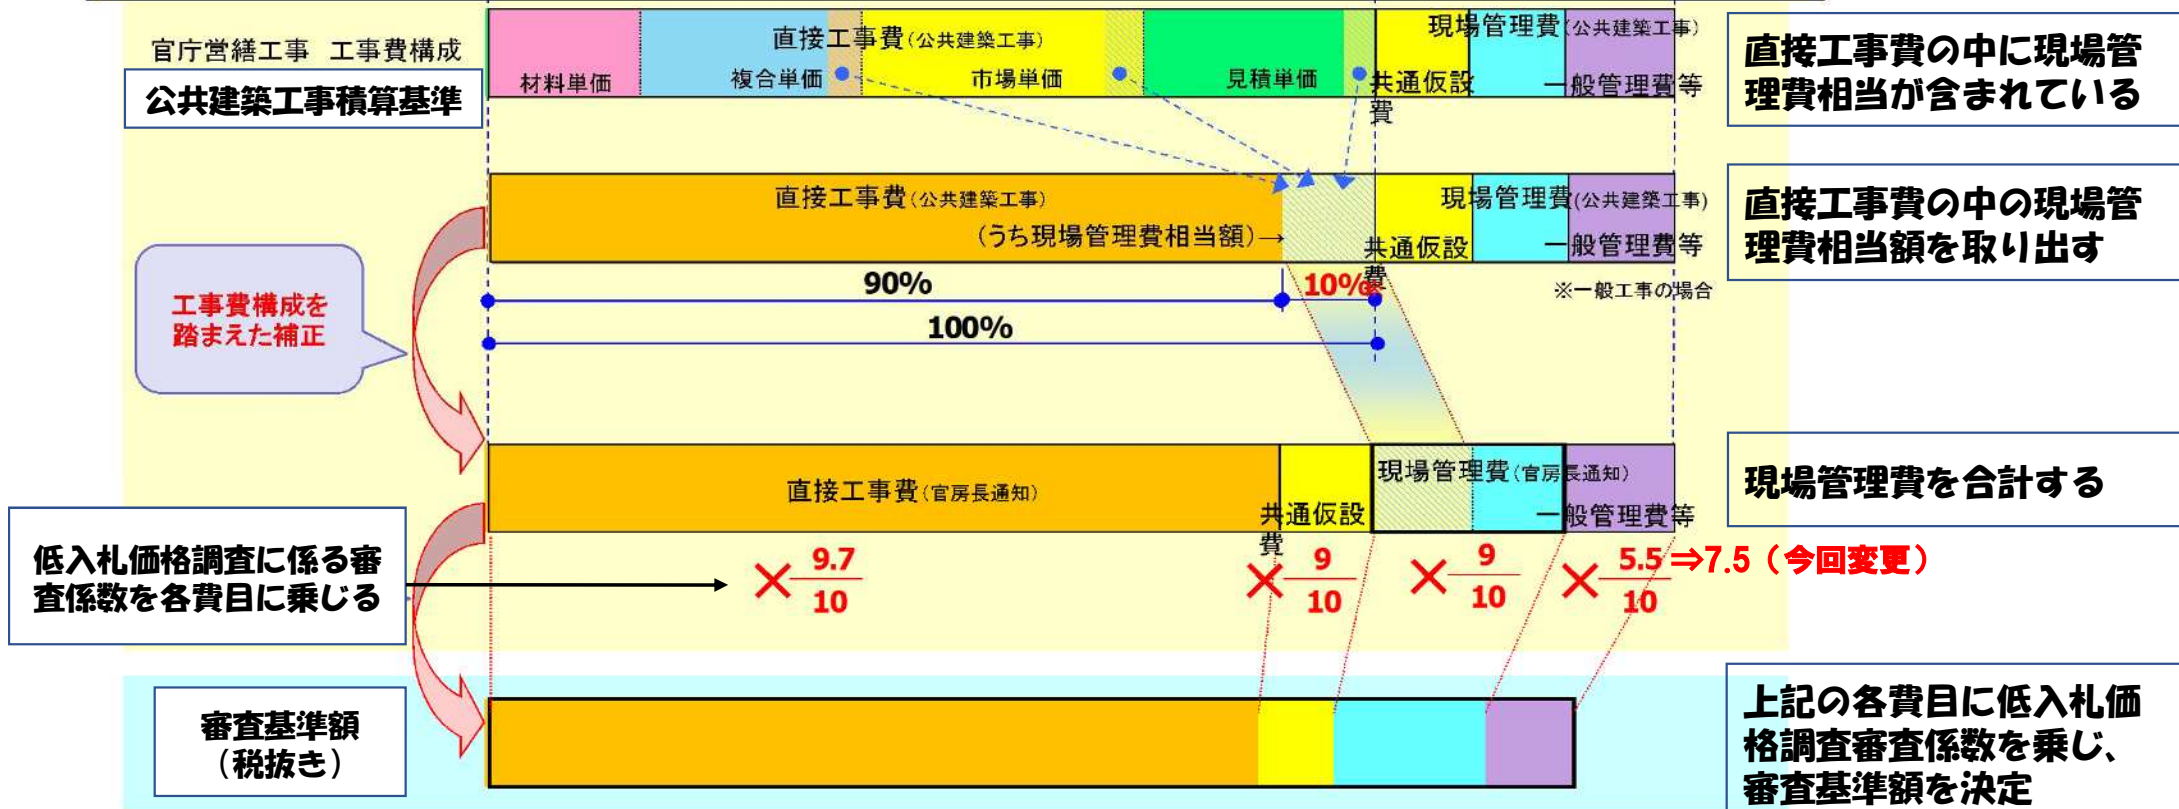 官庁営繕工事 工事費構成
公共建築工事積算基準
直接工事費(公共建築工事)
現場管理費(公共建築工事)
材料単価
複合単価
市場単価
見積単価
共通仮設
費
一般管理費等
直接工事費の中に現場管
理費相当が含まれている
直接工事費(公共建築工事)
(うち現場管理費相当額)→
現場管理費(公共建築工事)
共通仮設
費
一般管理費等
直接工事費の中の現場管
理費相当額を取り出す
90%
10%
※一般工事の場合
100%
工事費構成を
踏まえた補正
直接工事費(官房長通知)
共通仮設
費
現場管理費(官房長通知)
一般管理費等
現場管理費を合計する
低入札価格調査に係る審
査係数を各費目に乗じる
×9.7/10
×9/10
×9/10
×5.5/10⇒7.5(今回変更)
審査基準額
(税抜き)
上記の各費目に低入札価
格調査審査係数を乗じ、
審査基準額を決定